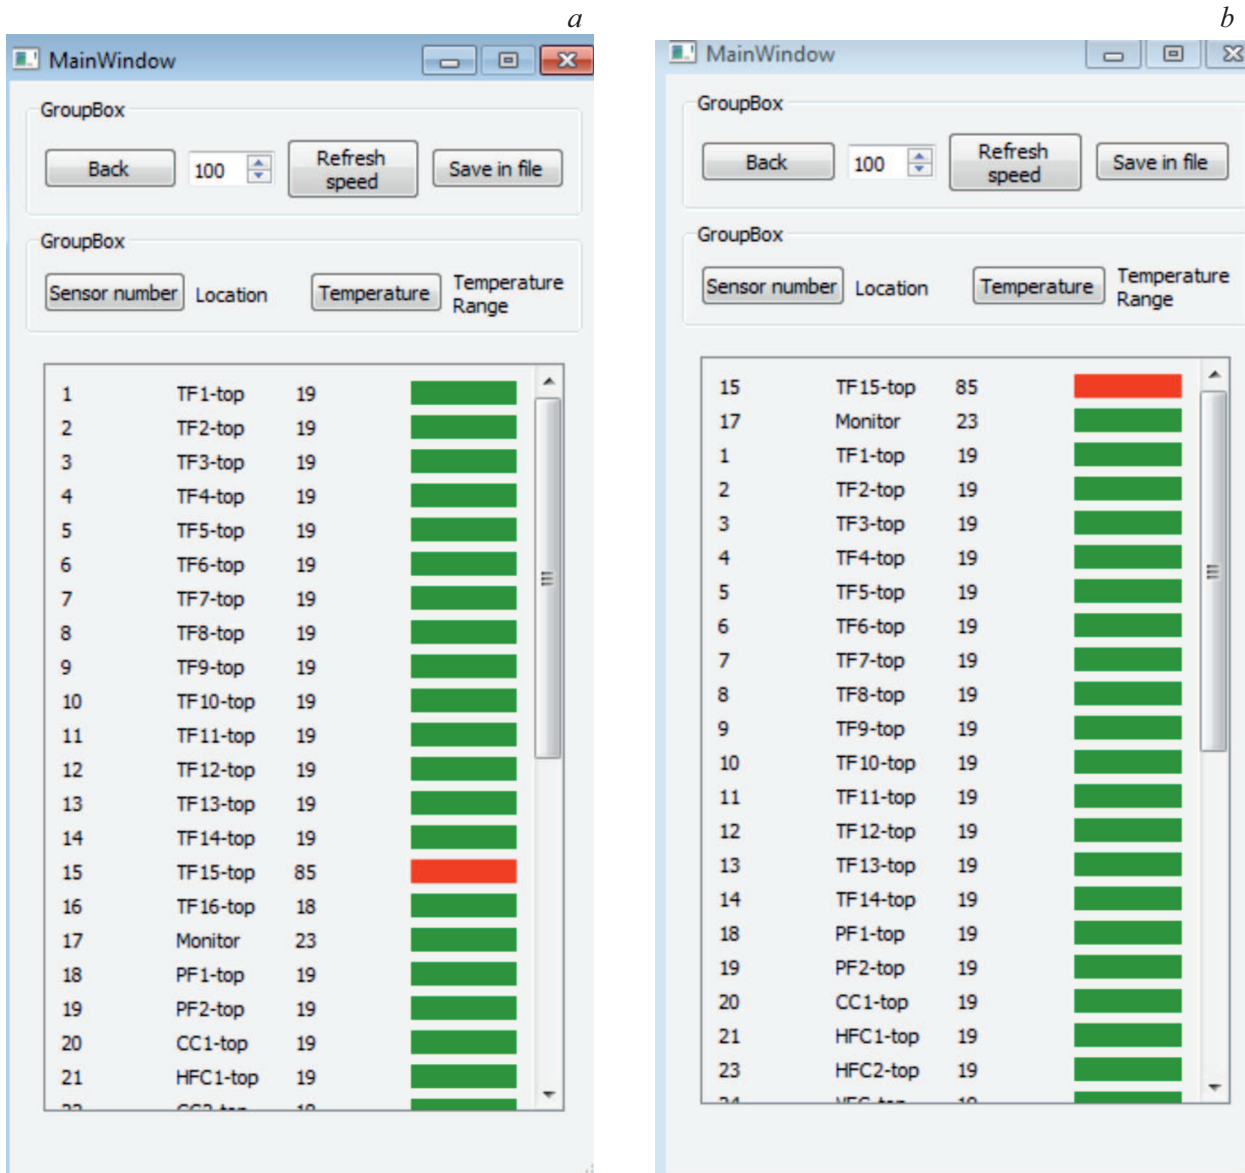 a
MainWindow
GroupBox
Back 100 Refresh speed Save in file
GroupBox
Sensor number Location Temperature Temperature Range
1 TF1-top 19
2 TF2-top 19
3 TF3-top 19
4 TF4-top 19
5 TF5-top 19
6 TF6-top 19
7 TF7-top 19
8 TF8-top 19
9 TF9-top 19
10 TF10-top 19
11 TF11-top 19
12 TF12-top 19
13 TF13-top 19
14 TF14-top 19
15 TF15-top 85
16 TF16-top 18
17 Monitor 23
18 PF1-top 19
19 PF2-top 19
20 CC1-top 19
21 HFC1-top 19
b
MainWindow
GroupBox
Back 100 Refresh speed Save in file
GroupBox
Sensor number Location Temperature Temperature Range
15 TF15-top 85
17 Monitor 23
1 TF1-top 19
2 TF2-top 19
3 TF3-top 19
4 TF4-top 19
5 TF5-top 19
6 TF6-top 19
7 TF7-top 19
8 TF8-top 19
9 TF9-top 19
10 TF10-top 19
11 TF11-top 19
12 TF12-top 19
13 TF13-top 19
14 TF14-top 19
18 PF1-top 19
19 PF2-top 19
20 CC1-top 19
21 HFC1-top 19
23 HFC2-top 19